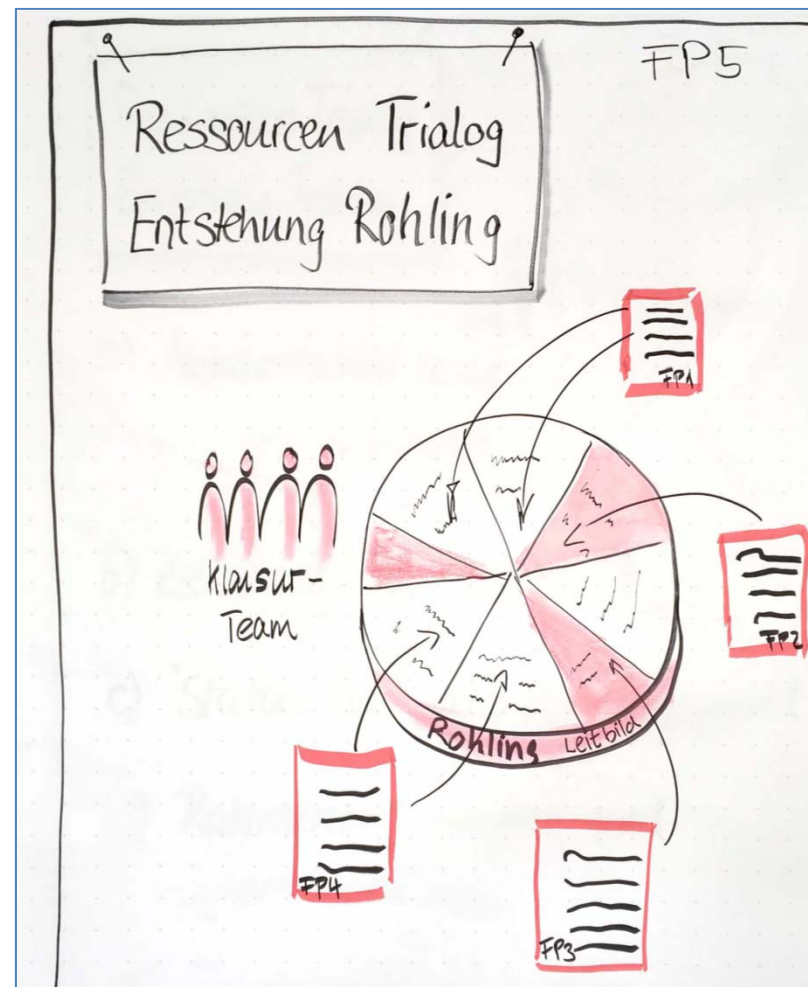 FP5
Ressourcen Trialog
Entstehung Rohling
FP1
FP2
Klausur-
Team
Rohling Leitbild
FP4
FP3